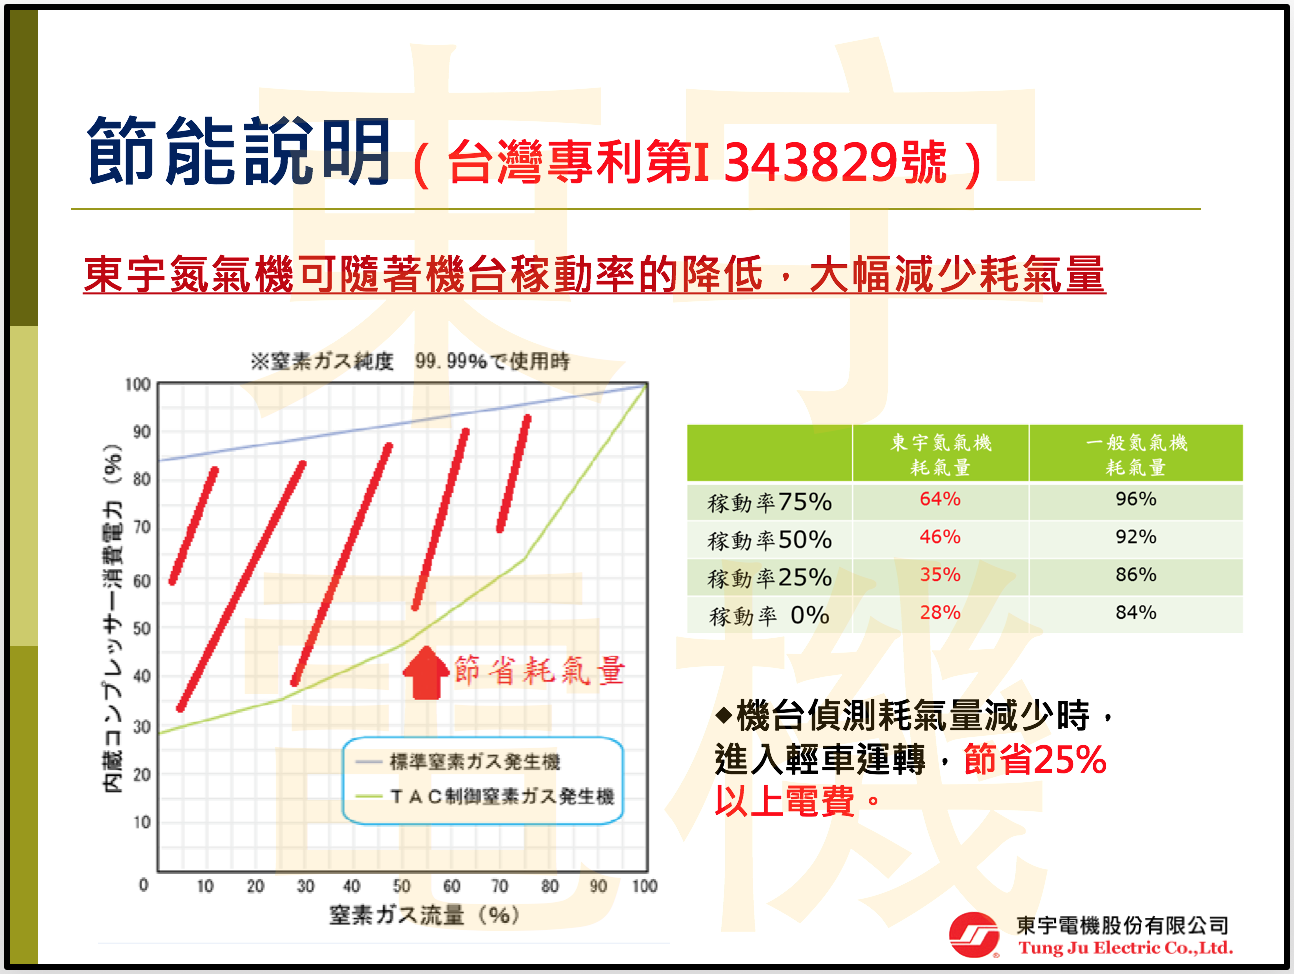 節能說明(台灣專利第I 343829號)
東宇氮氣機可隨著機台稼動率的降低，大幅減少耗氣量
※窒素ガス純度　99.99%で使用時
100
90
80
70
60
50
40
30
20
10
0
10
20
30
40
50
60
70
80
90
100
内蔵コンプレッサー消費電力（%）
窒素ガス流量（%）
節省耗氣量
標準窒素ガス発生機
ＴＡＣ制御窒素ガス発生機
東宇氮氣機
耗氣量
一般氮氣機
耗氣量
稼動率75% 64% 96%
稼動率50% 46% 92%
稼動率25% 35% 86%
稼動率 0% 28% 84%
◆機台偵測耗氣量減少時，
進入輕車運轉，節省25%
以上電費。
東宇電機股份有限公司
Tung Ju Electric Co.,Ltd.
東宇
電機